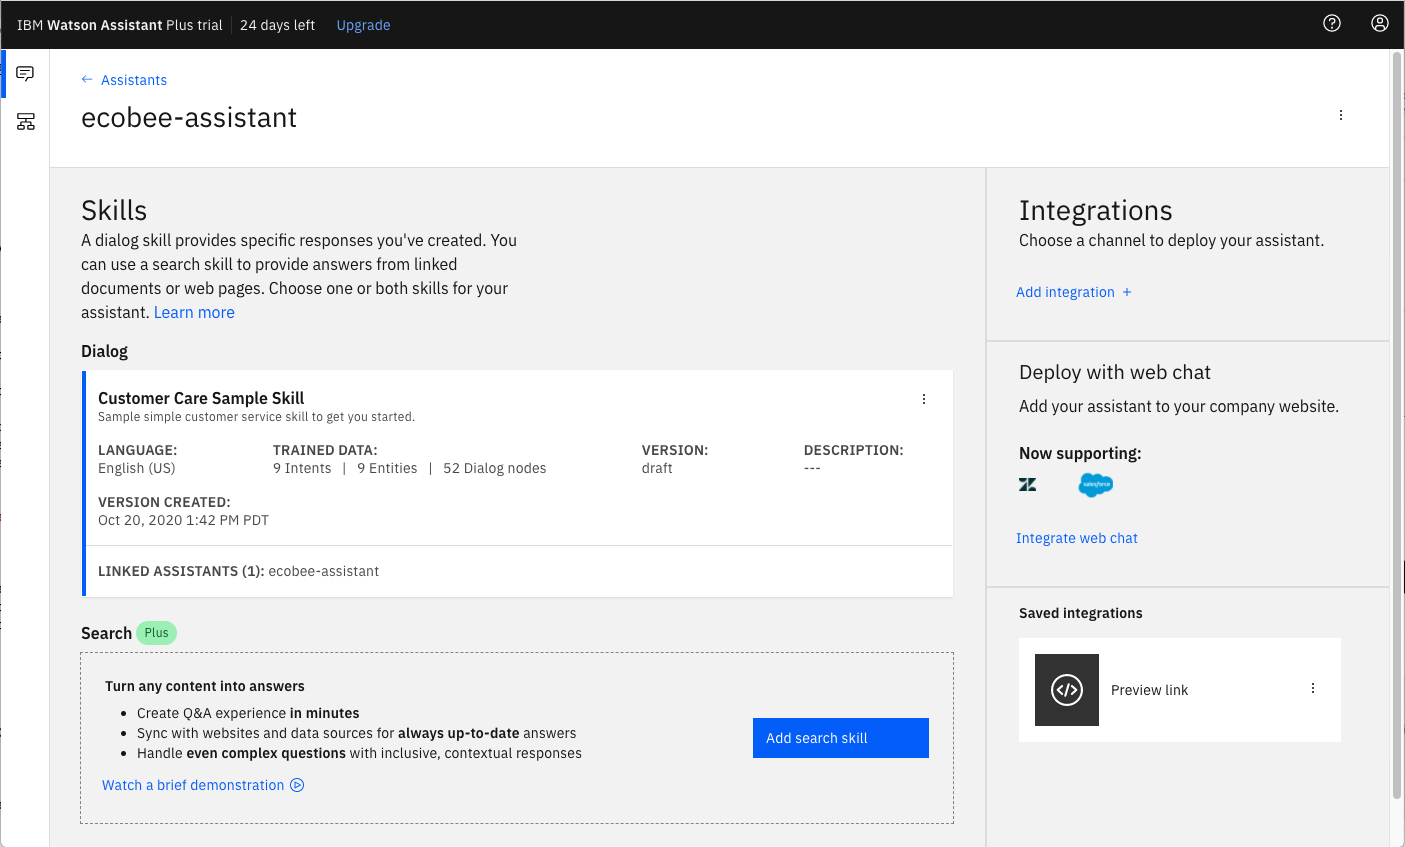 IBM Watson Assistant Plus trial 24 days left Upgrade
Assistants
ecobee-assistant
Skills
A dialog skill provides specific responses you've created. You
can use a search skill to provide answers from linked
documents or web pages. Choose one or both skills for your
assistant. Learn more
Dialog
Customer Care Sample Skill
Sample simple customer service skill to get you started.
LANGUAGE:
English (US)
TRAINED DATA:
9 Intents | 9 Entities | 52 Dialog nodes
VERSION:
draft
DESCRIPTION:
---
VERSION CREATED:
Oct 20, 2020 1:42 PM PDT
LINKED ASSISTANTS (1): ecobee-assistant
Search Plus
Turn any content into answers
• Create Q&A experience in minutes
• Sync with websites and data sources for always up-to-date answers
• Handle even complex questions with inclusive, contextual responses
Watch a brief demonstration
Add search skill
Integrations
Choose a channel to deploy your assistant.
Add integration +
Deploy with web chat
Add your assistant to your company website.
Now supporting:
salesforce
Integrate web chat
Saved integrations
Preview link